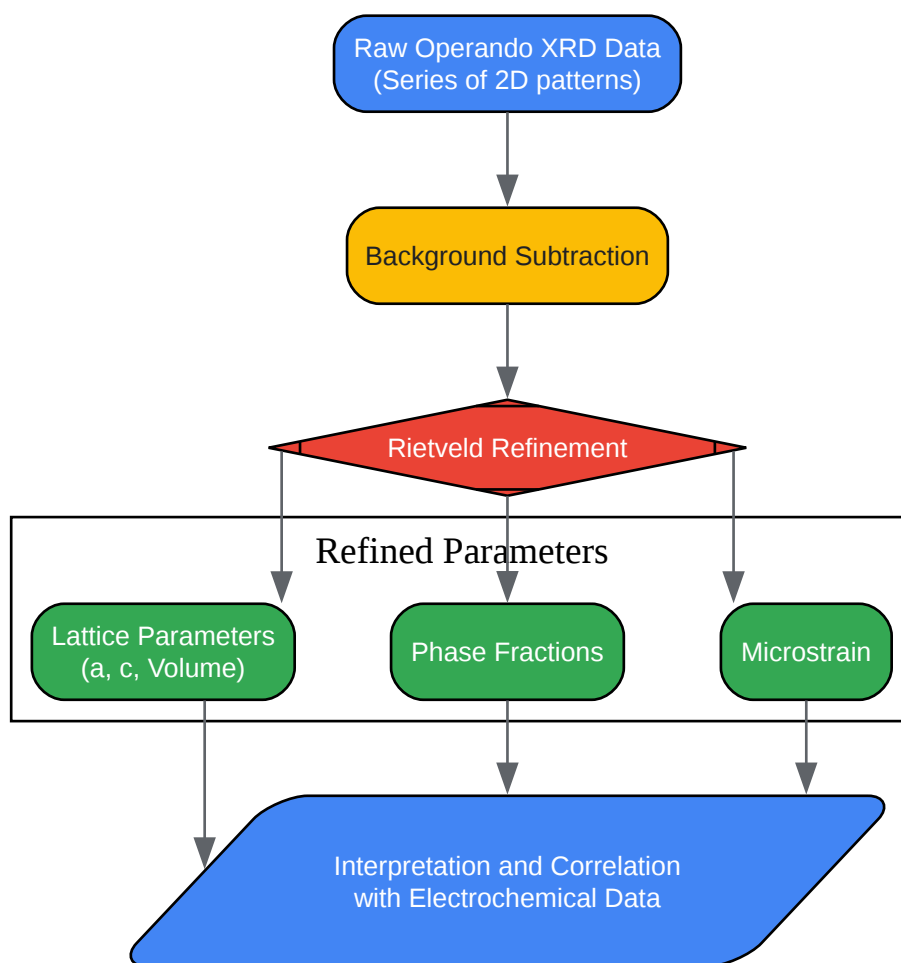 Raw Operando XRD Data
(Series of 2D patterns)
Background Subtraction
Rietveld Refinement
Refined Parameters
Lattice Parameters
(a, c, Volume)
Phase Fractions
Microstrain
Interpretation and Correlation
with Electrochemical Data